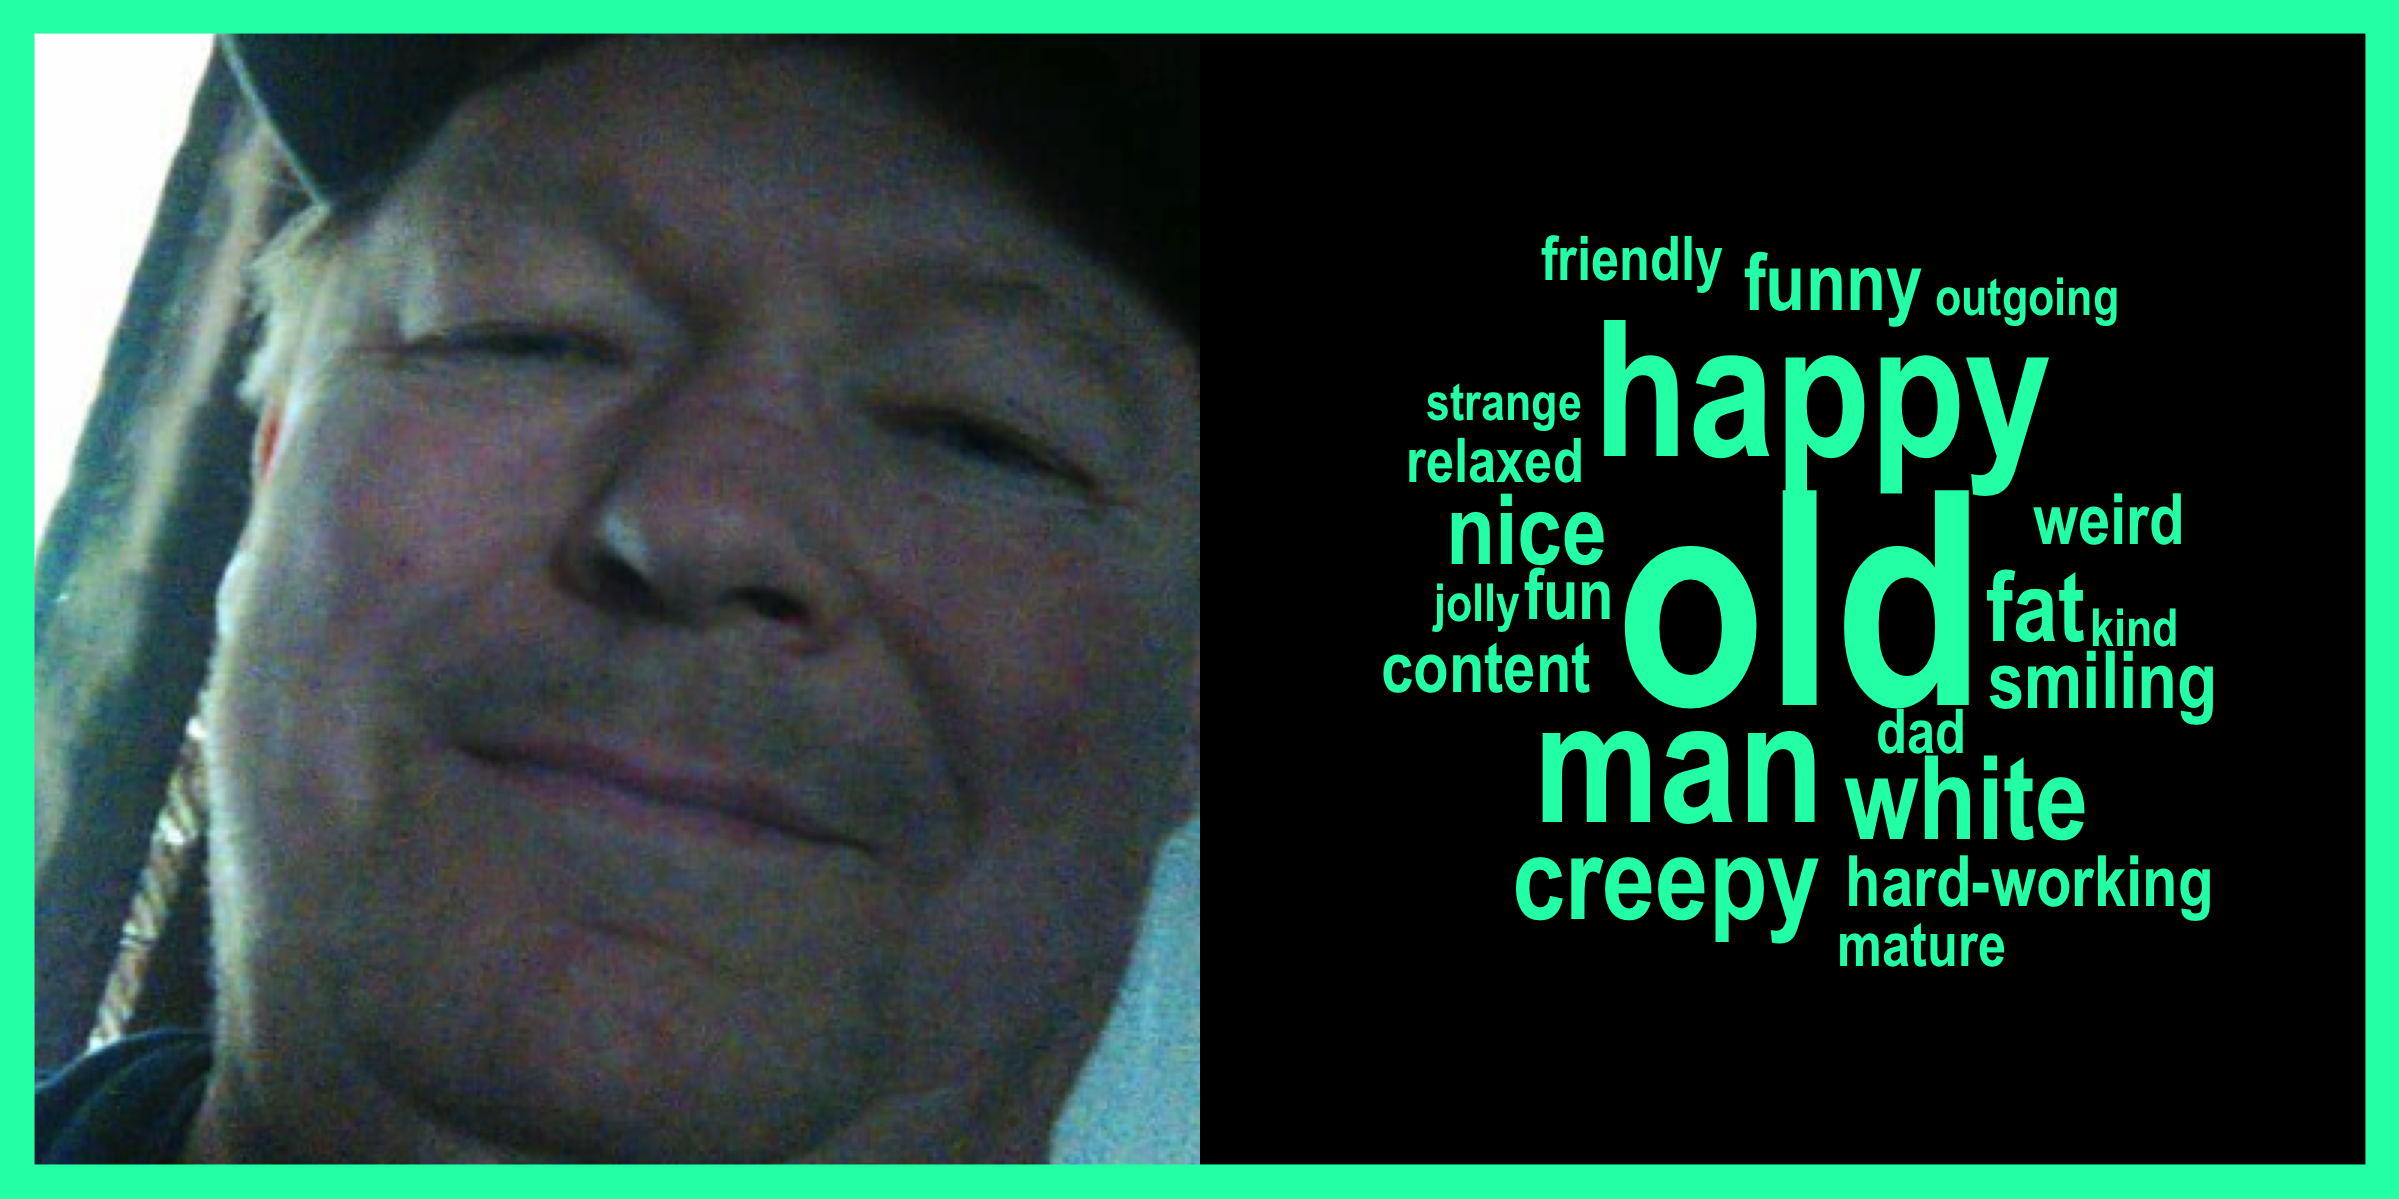 friendly funny outgoing
happy
strange
relaxed
nice
weird
old
jolly fun
fat kind
content
smiling
man
dad
white
creepy
hard-working
mature